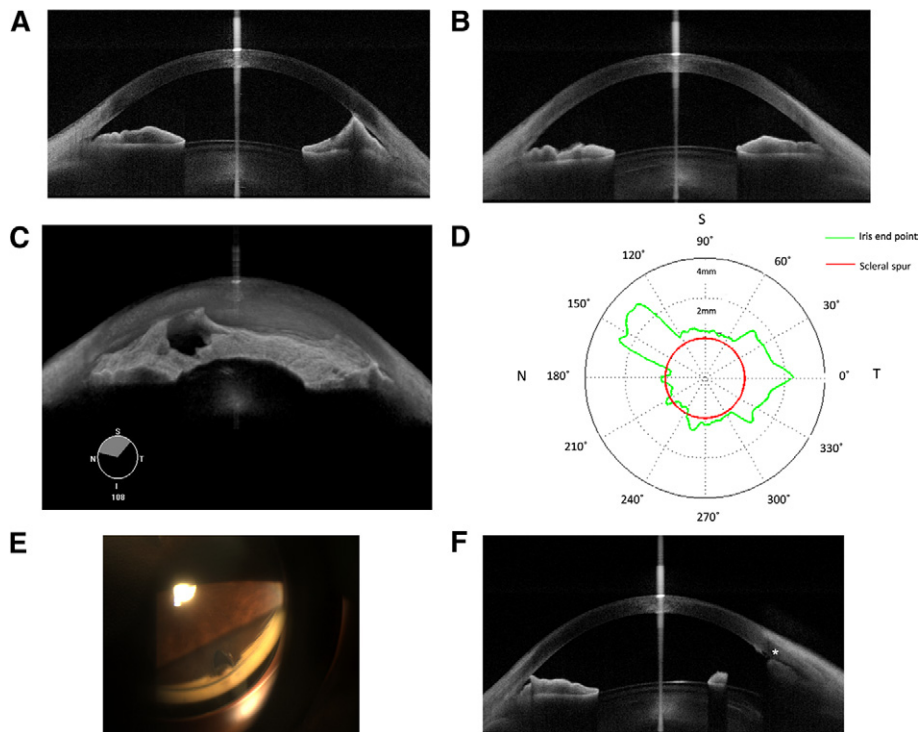 A
B
C
S
N
T
I
108
D
S
90°
120°
60°
150°
30°
N
180°
0°
T
210°
330°
240°
300°
270°
4mm
2mm
Iris end point
Scleral spur
E
F
*